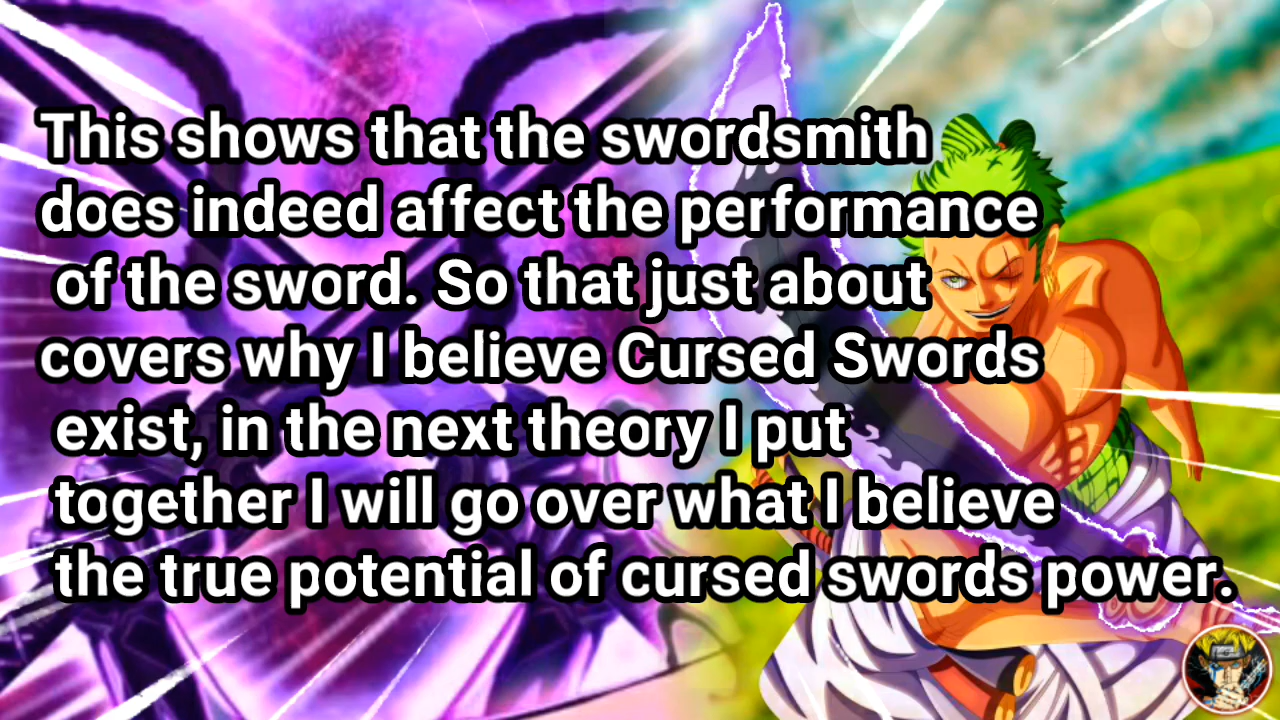 This shows that the swordsmith
does indeed affect the performance
of the sword. So that just about
covers why I believe Cursed Swords
exist, in the next theory I put
together I will go over what I believe
the true potential of cursed swords power.